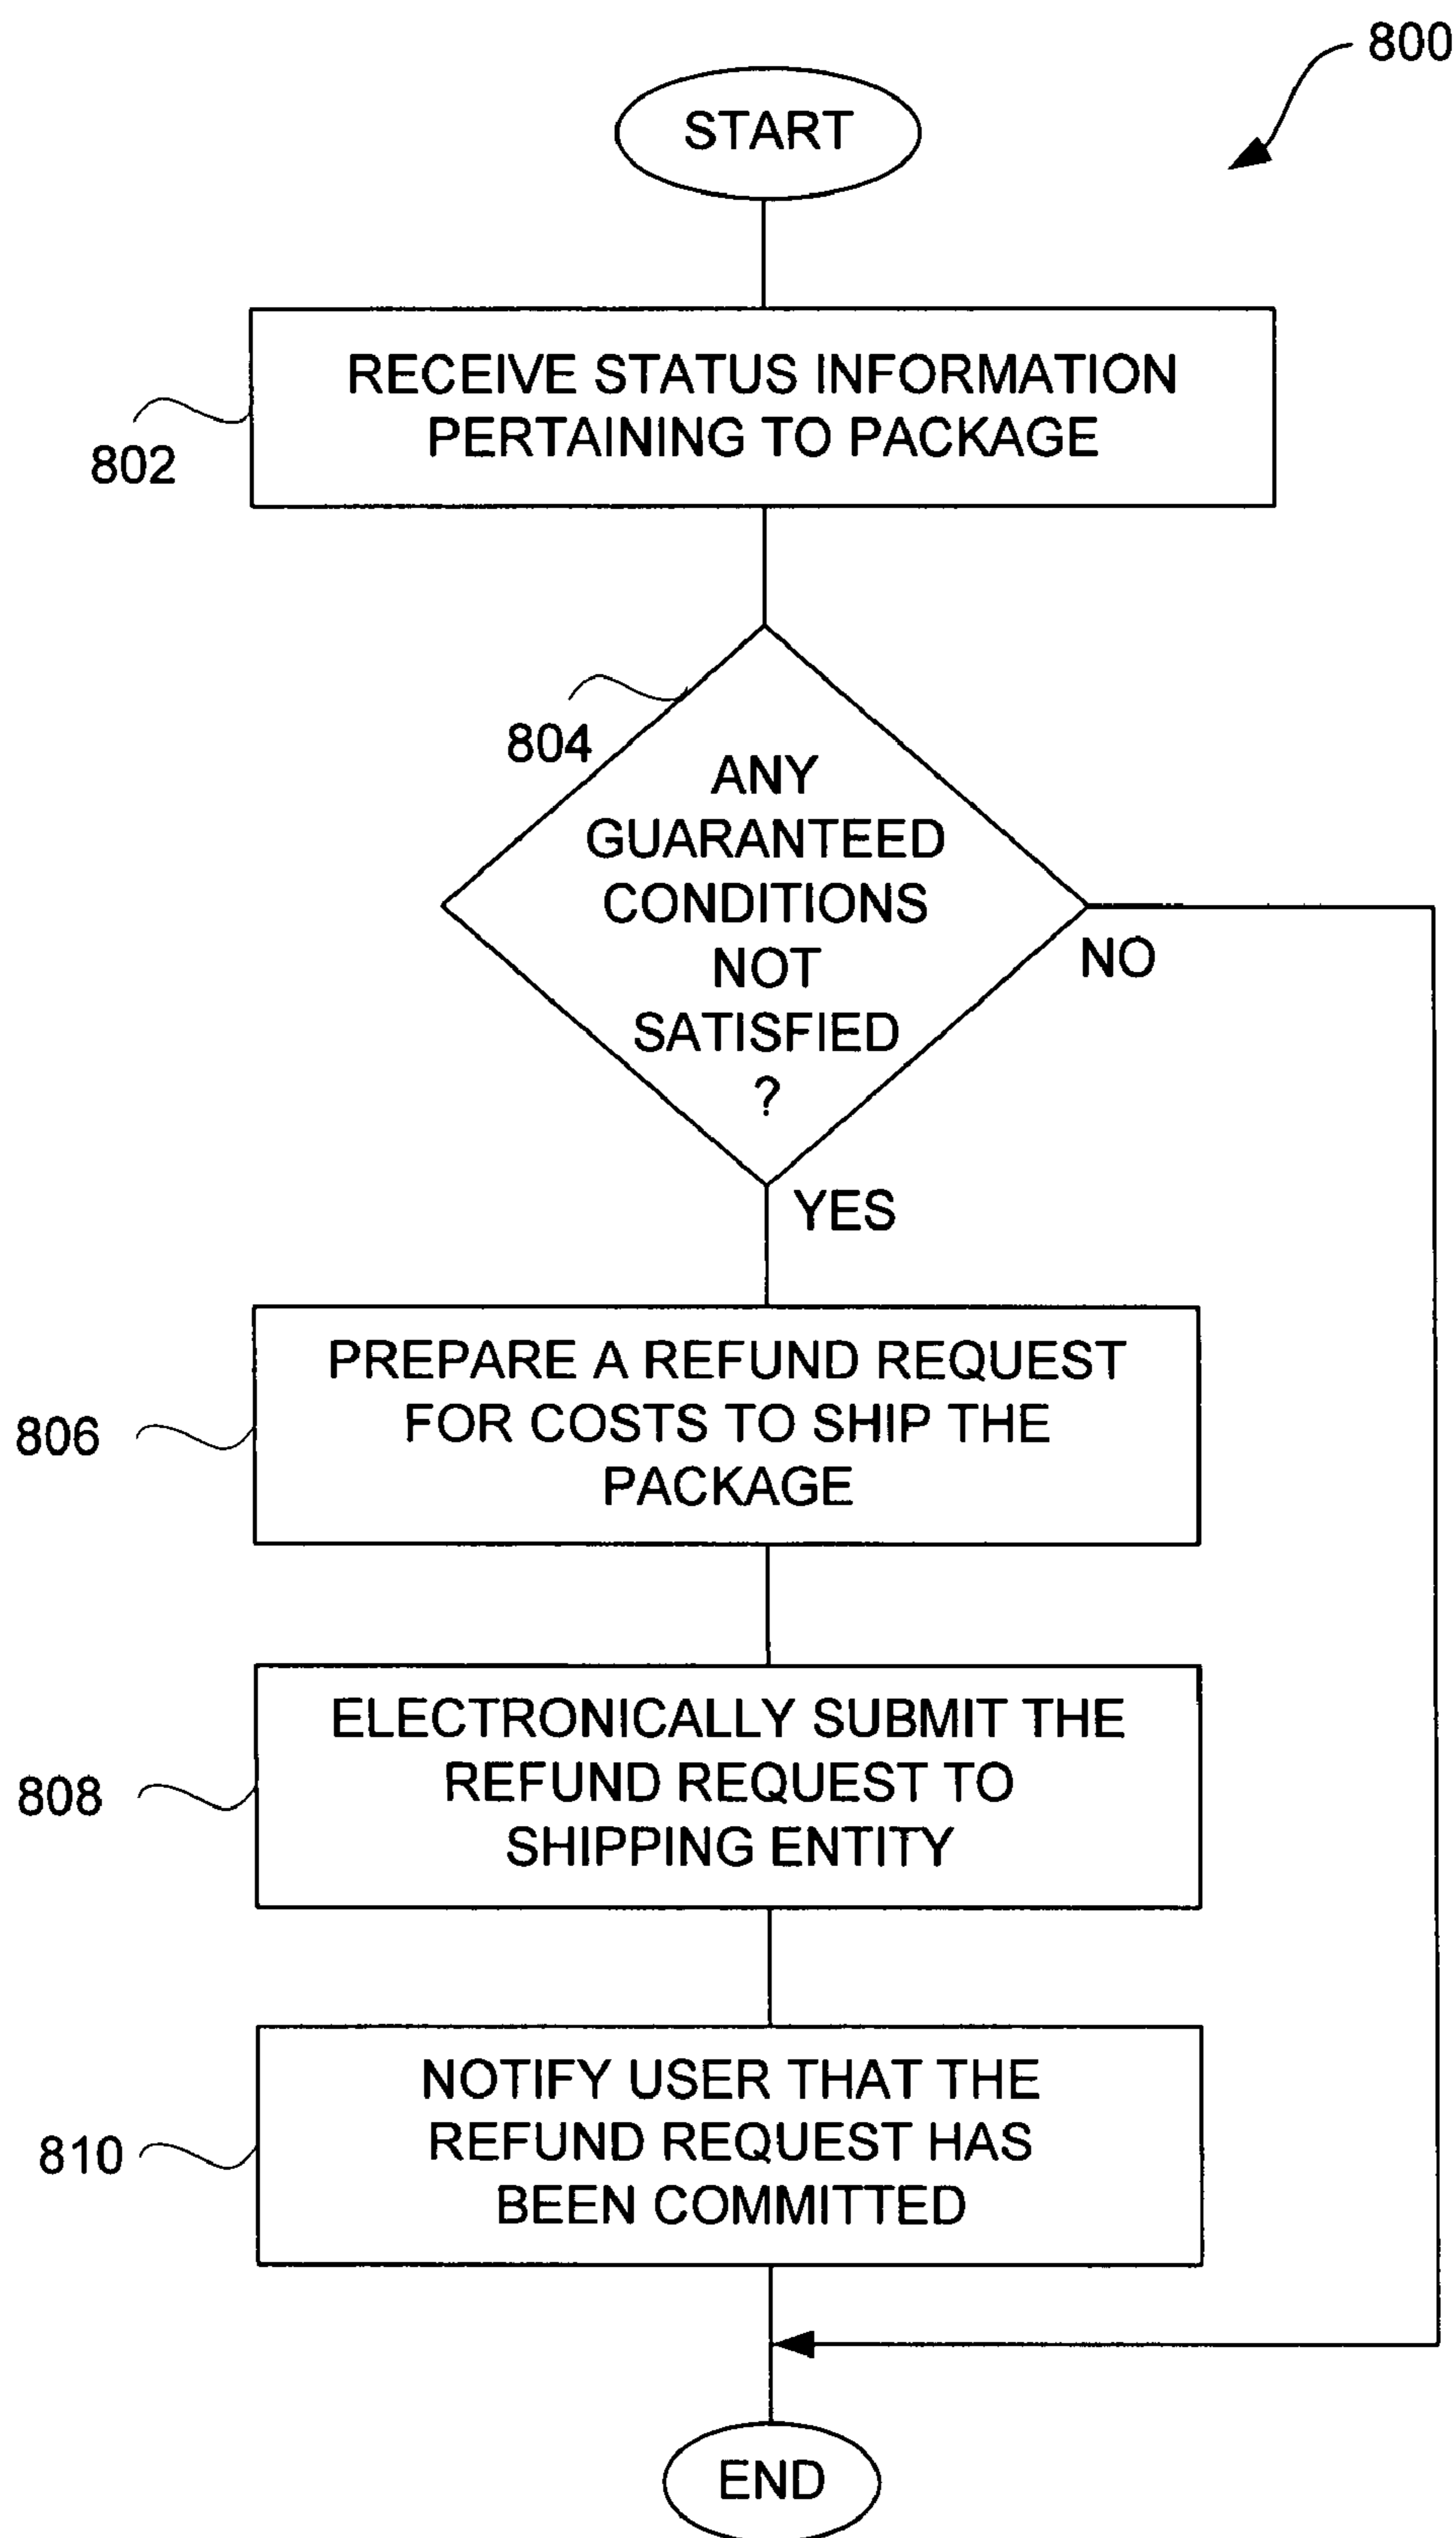 800
START
RECEIVE STATUS INFORMATION
PERTAINING TO PACKAGE
802
804
ANY
GUARANTEED
CONDITIONS
NOT
SATISFIED
?
NO
YES
PREPARE A REFUND REQUEST
FOR COSTS TO SHIP THE
PACKAGE
806
ELECTRONICALLY SUBMIT THE
REFUND REQUEST TO
SHIPPING ENTITY
808
NOTIFY USER THAT THE
REFUND REQUEST HAS
BEEN COMMITTED
810
END